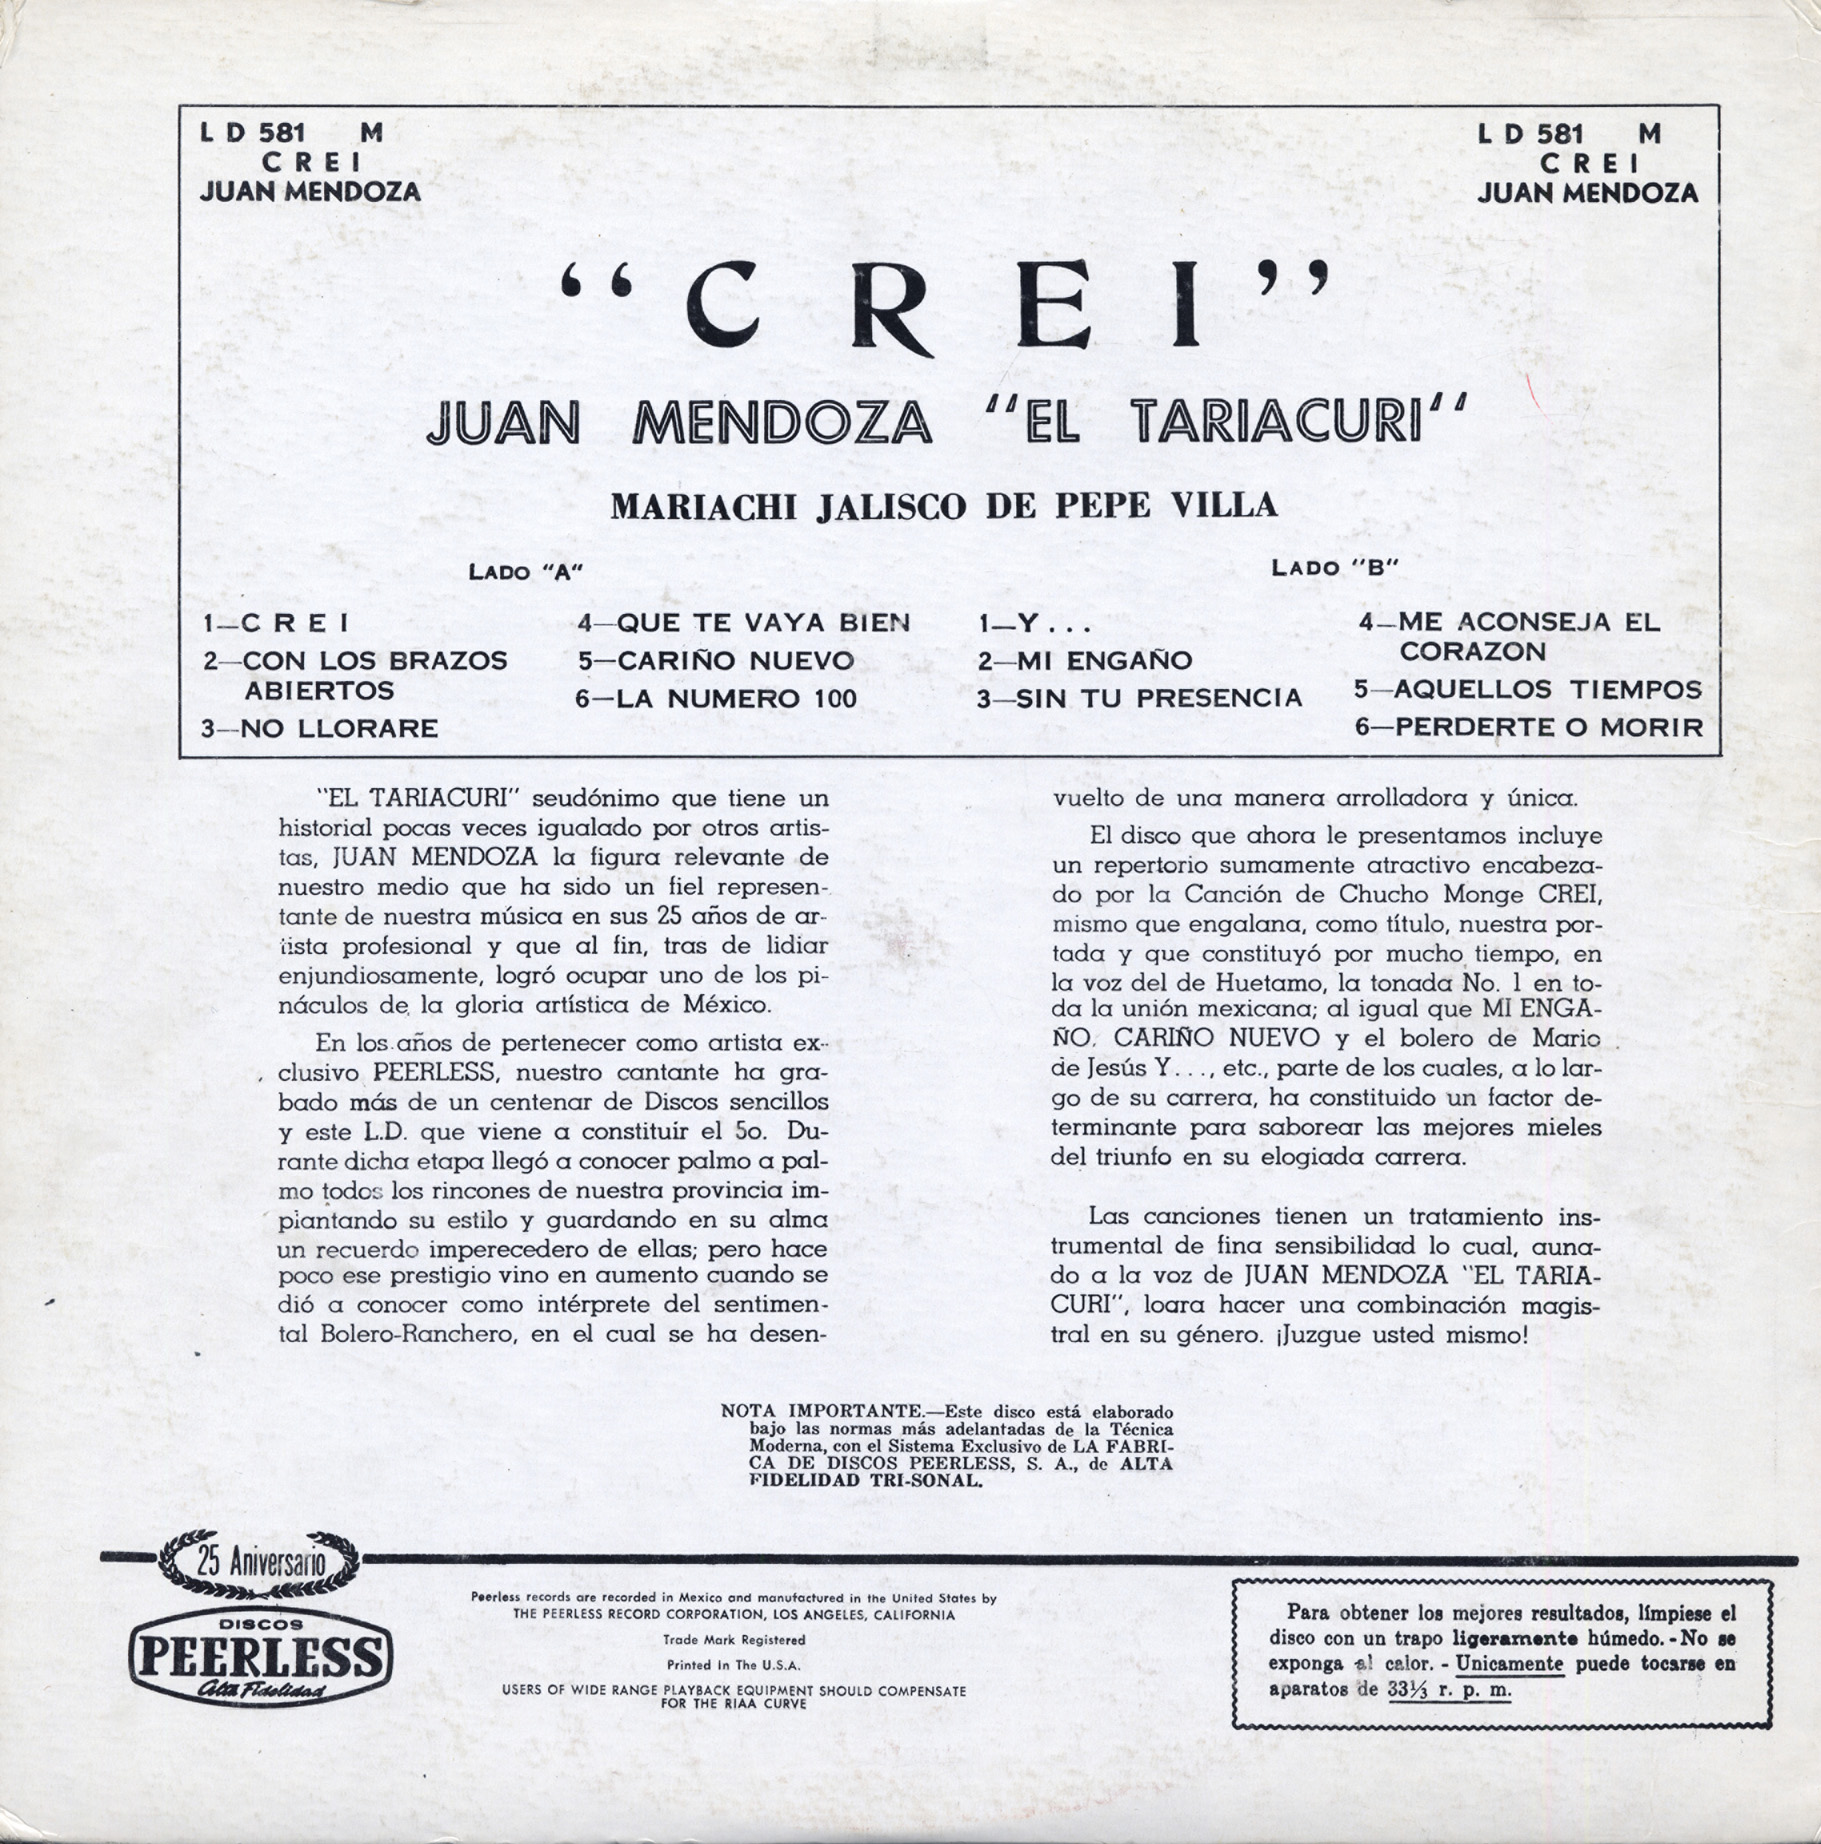 L D 581 M
C R E I
JUAN MENDOZA
L D 581 M
C R E I
JUAN MENDOZA
"C R E I"
JUAN MENDOZA "EL TARIACURI"
MARIACHI JALISCO DE PEPE VILLA
LADO "A"
1—C R E I
2—CON LOS BRAZOS
ABIERTOS
3—NO LLORARE
4—QUE TE VAYA BIEN
5—CARIÑO NUEVO
6—LA NUMERO 100
LADO "B"
1—Y . . .
2—MI ENGAÑO
3—SIN TU PRESENCIA
4—ME ACONSEJA EL
CORAZON
5—AQUELLOS TIEMPOS
6—PERDERTE O MORIR
"EL TARIACURI" seudónimo que tiene un
historial pocas veces igualado por otros artis-
tas, JUAN MENDOZA la figura relevante de
nuestro medio que ha sido un fiel represen-
tante de nuestra música en sus 25 años de ar-
tista profesional y que al fin, tras de lidiar
enjundiosamente, logró ocupar uno de los pi-
náculos de la gloria artística de México.
En los años de pertenecer como artista ex-
clusivo PEERLESS, nuestro cantante ha gra-
bado más de un centenar de Discos sencillos
y este L.D. que viene a constituir el 5o. Du-
rante dicha etapa llegó a conocer palmo a pal-
mo todos los rincones de nuestra provincia im-
plantando su estilo y guardando en su alma
un recuerdo imperecedero de ellas; pero hace
poco ese prestigio vino en aumento cuando se
dió a conocer como intérprete del sentimen-
tal Bolero-Ranchero, en el cual se ha desen-
vuelto de una manera arrolladora y única.
El disco que ahora le presentamos incluye
un repertorio sumamente atractivo encabeza-
do por la Canción de Chucho Monge CREI,
mismo que engalana, como título, nuestra por-
tada y que constituyó por mucho tiempo, en
la voz del de Huetamo, la tonada No. 1 en to-
da la unión mexicana; al igual que MI ENGA-
ÑO, CARIÑO NUEVO y el bolero de Mario
de Jesús Y . . ., etc., parte de los cuales, a lo lar-
go de su carrera, ha constituido un factor de-
terminante para saborear las mejores mieles
del triunfo en su elogiada carrera.
Las canciones tienen un tratamiento ins-
trumental de fina sensibilidad lo cual, auna-
do a la voz de JUAN MENDOZA "EL TARIA-
CURI", loara hacer una combinación magis-
tral en su género. ¡Juzgue usted mismo!
NOTA IMPORTANTE.—Este disco está elaborado
bajo las normas más adelantadas de la Técnica
Moderna, con el Sistema Exclusivo de LA FABRI-
CA DE DISCOS PEERLESS, S. A., de ALTA
FIDELIDAD TRI-SONAL.
25 Aniversario
DISCOS
PEERLESS
Alta Fidelidad
Peerless records are recorded in Mexico and manufactured in the United States by
THE PEERLESS RECORD CORPORATION, LOS ANGELES, CALIFORNIA
Trade Mark Registered
Printed In The U.S.A.
USERS OF WIDE RANGE PLAYBACK EQUIPMENT SHOULD COMPENSATE
FOR THE RIAA CURVE
Para obtener los mejores resultados, límpiese el
disco con un trapo ligeramente húmedo. - No se
exponga al calor. - Unicamente puede tocarse en
aparatos de 33⅓ r. p. m.